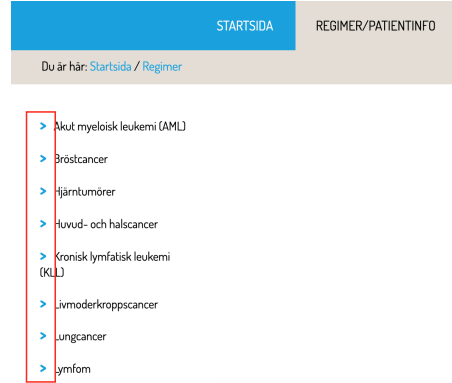 STARTSIDA REGIMER/PATIENTINFO
Du är här: Startsida / Regimer
> Akut myeloisk leukemi (AML)
> Bröstcancer
> Hjärntumörer
> Huvud- och halscancer
> Kronisk lymfatisk leukemi
(KLL)
> Livmoderkroppscancer
> Lungcancer
> Lymfom